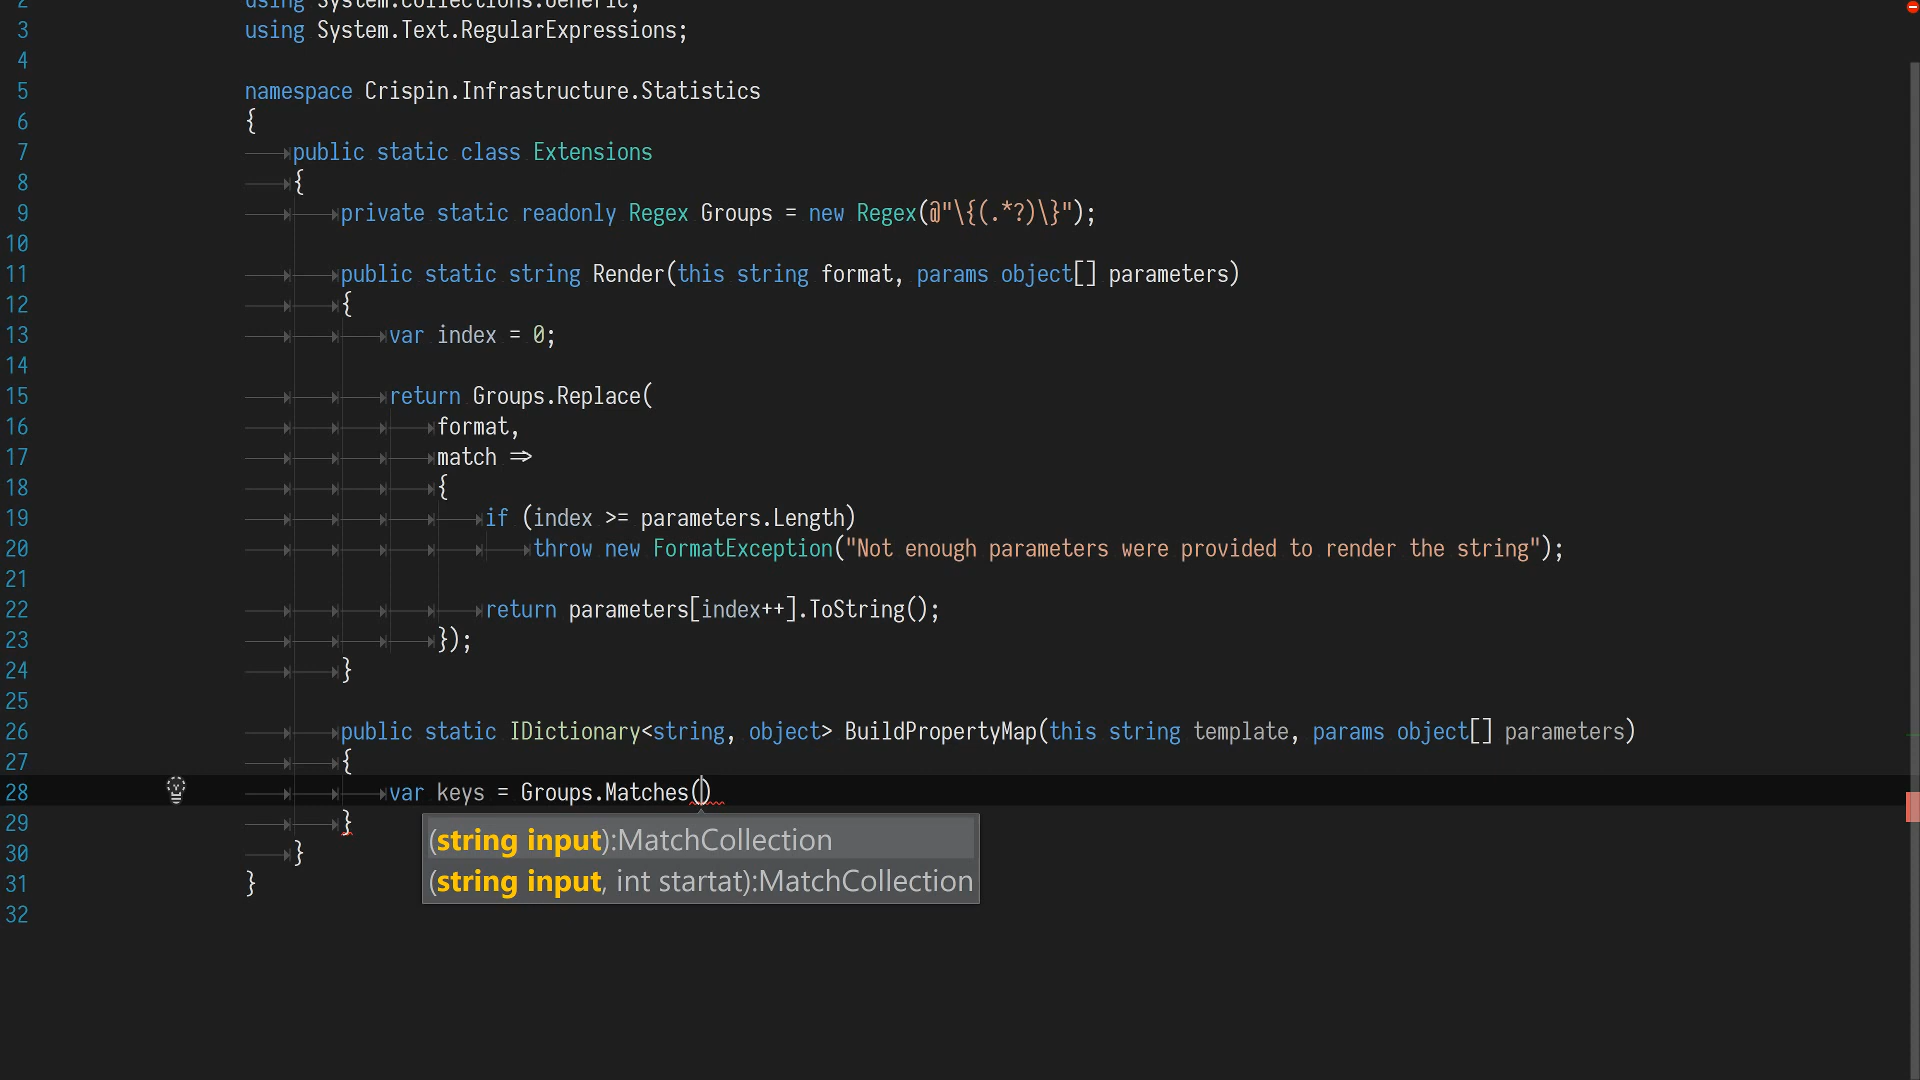 2 using System.Collections.Generic;
3 using System.Text.RegularExpressions;
4
5 namespace Crispin.Infrastructure.Statistics
6 {
7 public static class Extensions
8 {
9 private static readonly Regex Groups = new Regex(@"\{(.*?)\}");
10
11 public static string Render(this string format, params object[] parameters)
12 {
13 var index = 0;
14
15 return Groups.Replace(
16 format,
17 match =>
18 {
19 if (index >= parameters.Length)
20 throw new FormatException("Not enough parameters were provided to render the string");
21
22 return parameters[index++].ToString();
23 });
24 }
25
26 public static IDictionary<string, object> BuildPropertyMap(this string template, params object[] parameters)
27 {
28 var keys = Groups.Matches()
29 }
(string input):MatchCollection
30 }
(string input, int startat):MatchCollection
31 }
32